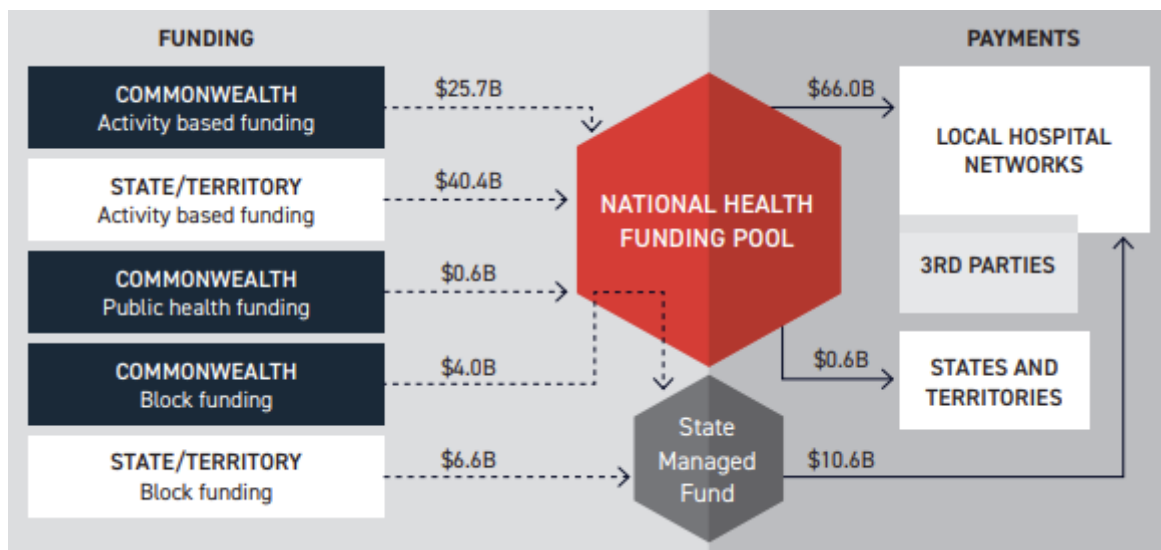 FUNDING
PAYMENTS
COMMONWEALTH
Activity based funding
$25.7B
$66.0B
LOCAL HOSPITAL
NETWORKS
STATE/TERRITORY
Activity based funding
$40.4B
NATIONAL HEALTH
FUNDING POOL
3RD PARTIES
COMMONWEALTH
Public health funding
$0.6B
COMMONWEALTH
Block funding
$4.0B
$0.6B
STATES AND
TERRITORIES
STATE/TERRITORY
Block funding
$6.6B
State
Managed
Fund
$10.6B